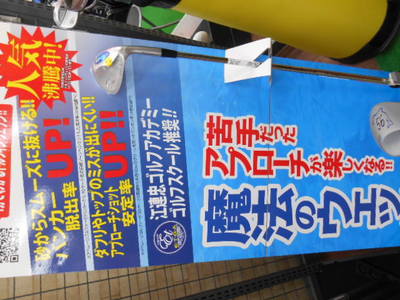 人気
沸騰中!
砂からスムーズに抜ける!!
バンカー
脱出率UP!
ダフリやトップのミスが出にくい!!
アプローチショット
安定率UP!!
江連忠ゴルフアカデミー
ゴルフスクール推奨!!
苦手だった
アプローチが楽しくなる!!
魔法のウェッ